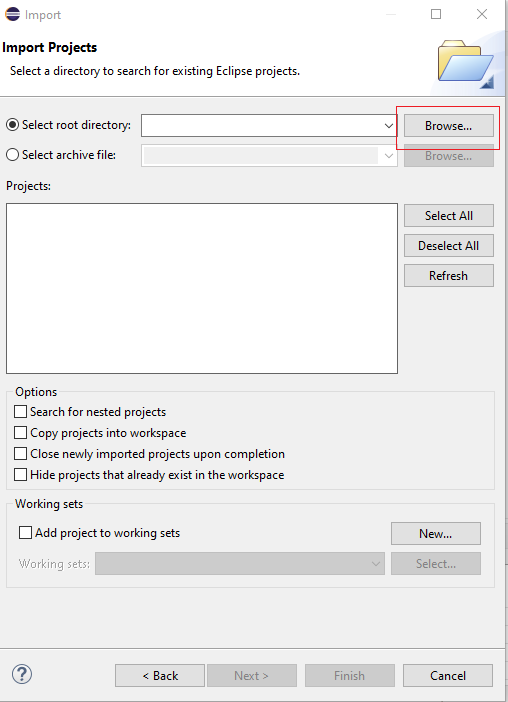 Import
Import Projects
Select a directory to search for existing Eclipse projects.
Select root directory:
Browse...
Select archive file:
Browse...
Projects:
Select All
Deselect All
Refresh
Options
Search for nested projects
Copy projects into workspace
Close newly imported projects upon completion
Hide projects that already exist in the workspace
Working sets
Add project to working sets
New...
Working sets:
Select...
?
< Back
Next >
Finish
Cancel